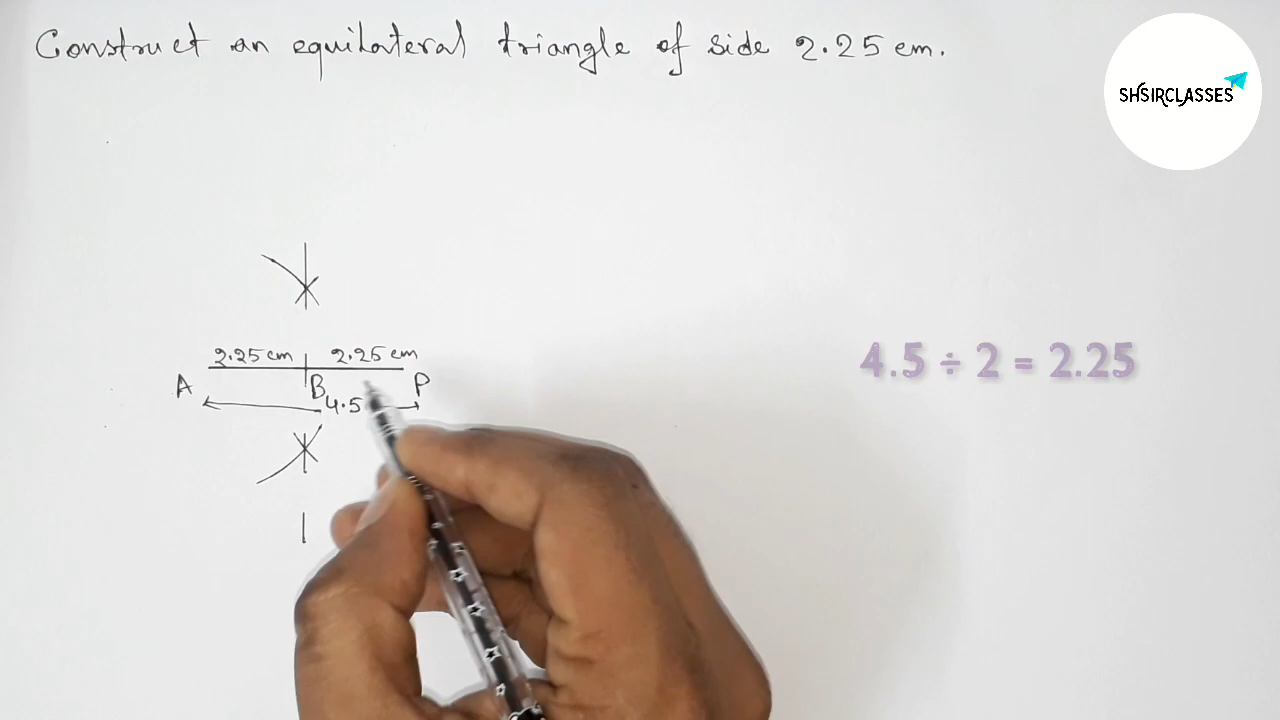 Construct an equilateral triangle of side 2.25 cm.
SHSIRCLASSES
2.25 cm 2.25 cm
4.5 ÷ 2 = 2.25
A B P
4.5